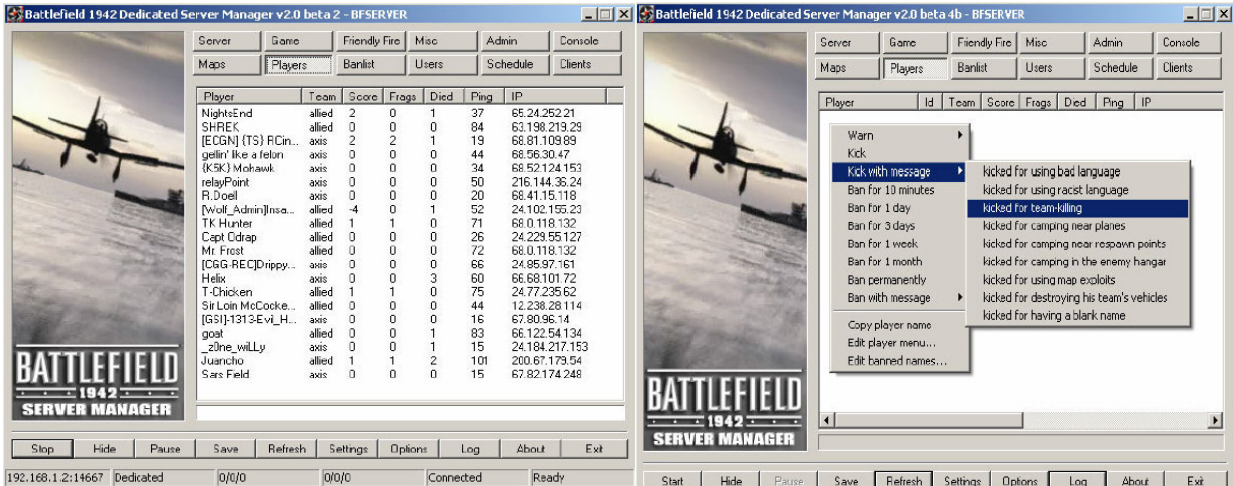 Battlefield 1942 Dedicated Server Manager v2.0 beta 2 - BFSERVER
Server Game Friendly Fire Misc Admin Console
Maps Players Banlist Users Schedule Clients
Player Team Score Frags Died Ping IP
NightsEnd allied 2 0 1 37 65.24.252.21
SHREK allied 0 0 0 84 63.198.219.29
[ECGN] {TS} RCin... axis 2 2 1 19 68.81.109.89
gellin' like a felon axis 0 0 0 44 68.56.30.47
{K5K} Mohawk axis 0 0 0 34 68.52.124.153
relayPoint axis 0 0 0 50 216.144.36.24
R.Doell axis 0 0 0 20 68.41.15.118
[Wolf_Admin]Insa... allied -4 0 1 52 24.102.155.23
TK Hunter allied 1 1 0 71 68.0.118.132
Capt Odrap allied 0 0 0 26 24.229.55.127
Mr. Frost allied 0 0 0 72 68.0.118.132
[CGG-REC]Drippy... axis 0 0 0 66 24.85.97.161
Helix axis 0 0 3 60 66.68.101.72
T-Chicken allied 1 1 0 75 24.77.235.62
Sir Loin McCocke... allied 0 0 0 44 12.238.28.114
[GSI]-1313-Evi_H... axis 0 0 0 16 67.80.96.14
goat allied 0 0 1 83 66.122.54.134
_z0ne_wiLLy axis 0 0 1 15 24.184.217.153
Juancho allied 1 1 2 101 200.67.179.54
Sars Field axis 0 0 0 15 67.82.174.248
BATTLEFIELD
1942
SERVER MANAGER
Stop Hide Pause Save Refresh Settings Options Log About Exit
192.168.1.2:14667 Dedicated 0/0/0 0/0/0 Connected Ready
Battlefield 1942 Dedicated Server Manager v2.0 beta 4b - BFSERVER
Server Game Friendly Fire Misc Admin Console
Maps Players Banlist Users Schedule Clients
Player Id Team Score Frags Died Ping IP
Warn
Kick
Kick with message
Ban for 10 minutes
Ban for 1 day
Ban for 3 days
Ban for 1 week
Ban for 1 month
Ban permanently
Ban with message
Copy player name
Edit player menu...
Edit banned names...
kicked for using bad language
kicked for using racist language
kicked for team-killing
kicked for camping near planes
kicked for camping near respawn points
kicked for camping in the enemy hangar
kicked for using map exploits
kicked for destroying his team's vehicles
kicked for having a blank name
BATTLEFIELD
1942
SERVER MANAGER
Start Hide Pause Save Refresh Settings Options Log About Exit